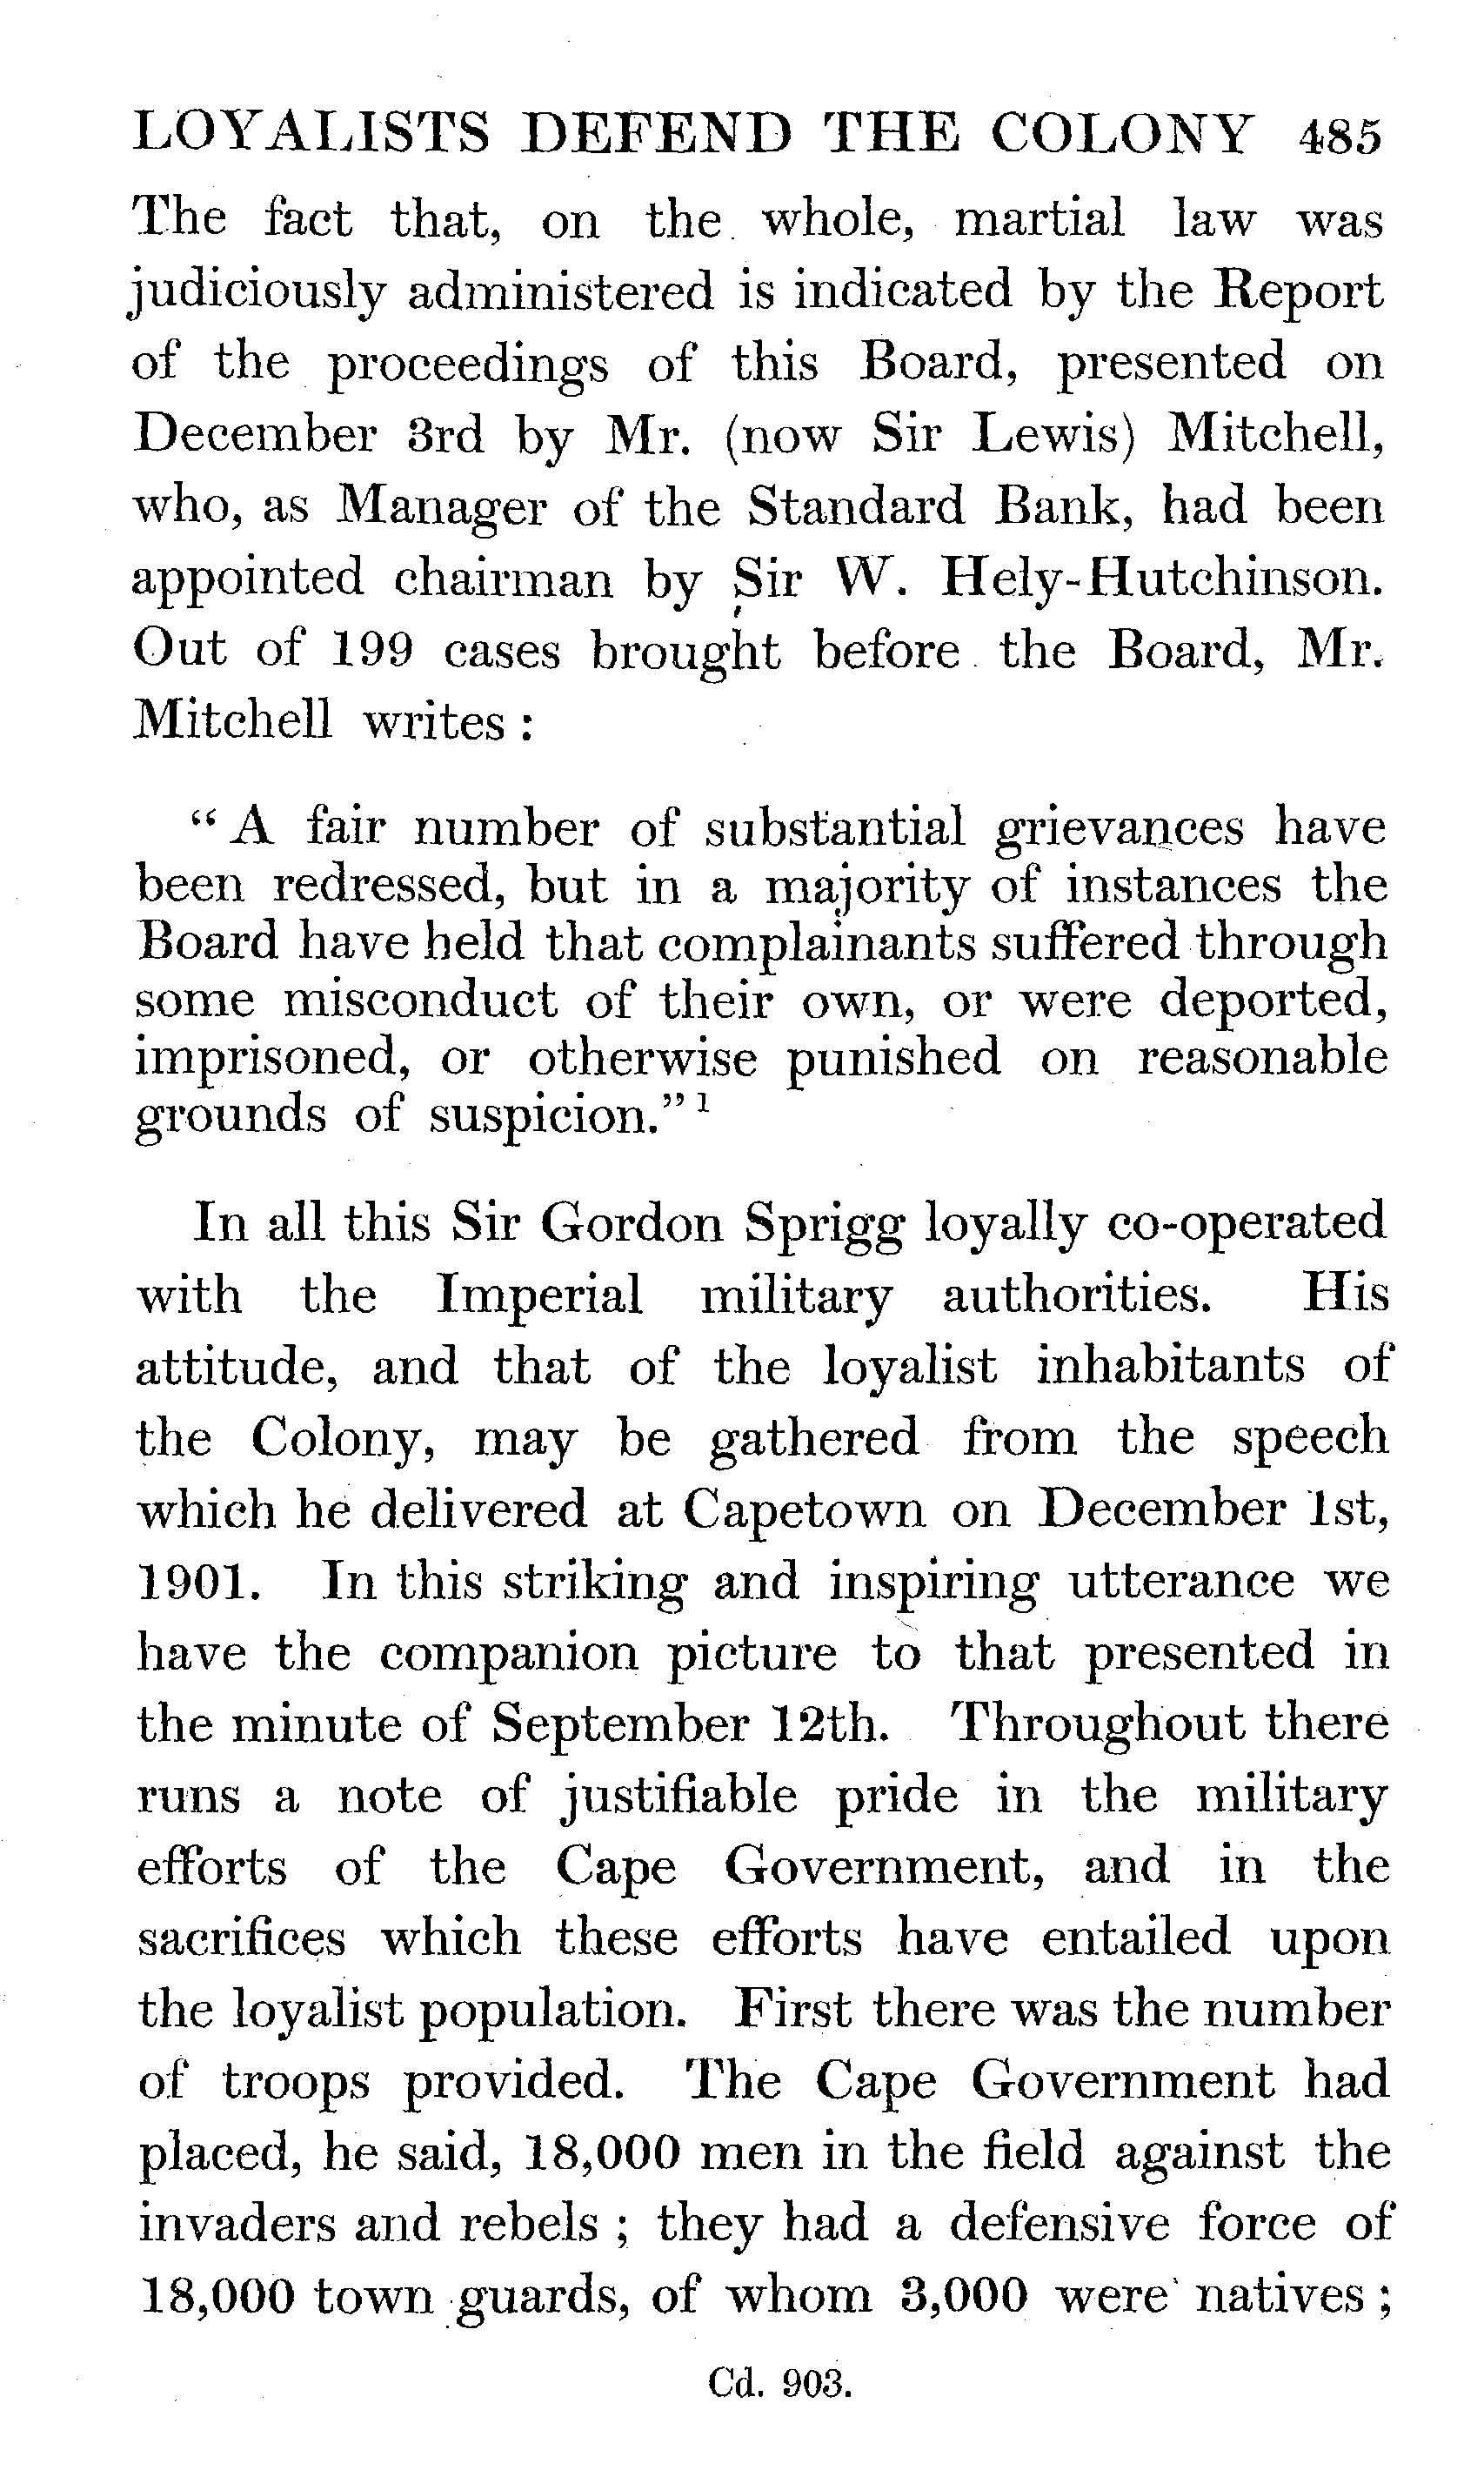 LOYALISTS DEFEND THE COLONY 485
The fact that, on the whole, martial law was
judiciously administered is indicated by the Report
of the proceedings of this Board, presented on
December 3rd by Mr. (now Sir Lewis) Mitchell,
who, as Manager of the Standard Bank, had been
appointed chairman by Sir W. Hely-Hutchinson.
Out of 199 cases brought before the Board, Mr.
Mitchell writes :
“ A fair number of substantial grievances have
been redressed, but in a majority of instances the
Board have held that complainants suffered through
some misconduct of their own, or were deported,
imprisoned, or otherwise punished on reasonable
grounds of suspicion.” ¹
In all this Sir Gordon Sprigg loyally co-operated
with the Imperial military authorities. His
attitude, and that of the loyalist inhabitants of
the Colony, may be gathered from the speech
which he delivered at Capetown on December 1st,
1901. In this striking and inspiring utterance we
have the companion picture to that presented in
the minute of September 12th. Throughout there
runs a note of justifiable pride in the military
efforts of the Cape Government, and in the
sacrifices which these efforts have entailed upon
the loyalist population. First there was the number
of troops provided. The Cape Government had
placed, he said, 18,000 men in the field against the
invaders and rebels ; they had a defensive force of
18,000 town guards, of whom 3,000 were natives ;
Cd. 903.